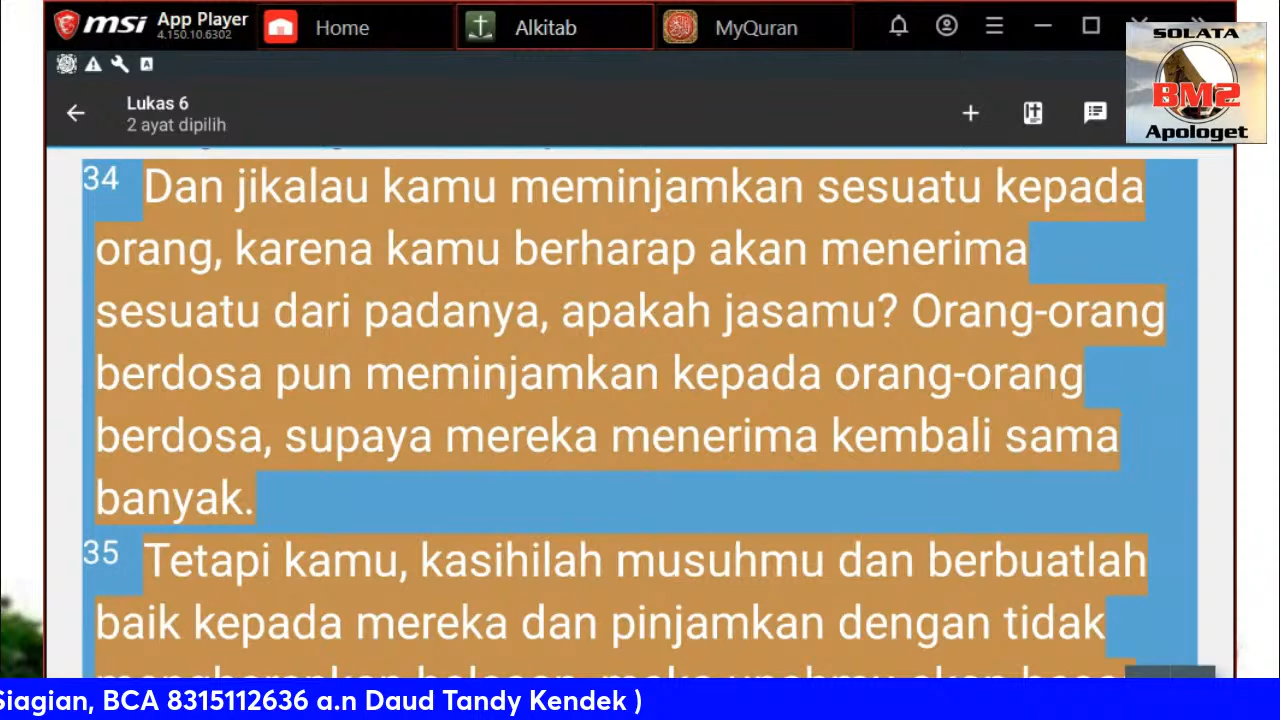 msi App Player
4.150.10.6302
Home
Alkitab
MyQuran
SOLATA
BM2
Apologet
Lukas 6
2 ayat dipilih
34 Dan jikalau kamu meminjamkan sesuatu kepada
orang, karena kamu berharap akan menerima
sesuatu dari padanya, apakah jasamu? Orang-orang
berdosa pun meminjamkan kepada orang-orang
berdosa, supaya mereka menerima kembali sama
banyak.
35 Tetapi kamu, kasihilah musuhmu dan berbuatlah
baik kepada mereka dan pinjamkan dengan tidak
Siagian, BCA 8315112636 a.n Daud Tandy Kendek )